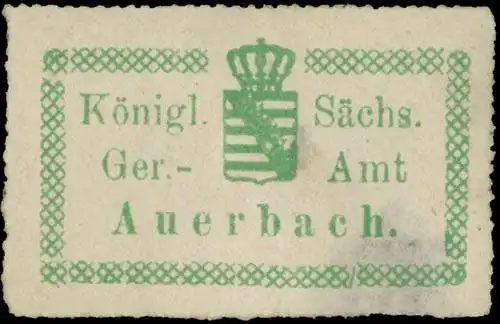 Königl. Sächs.
Ger.- Amt
Auerbach.